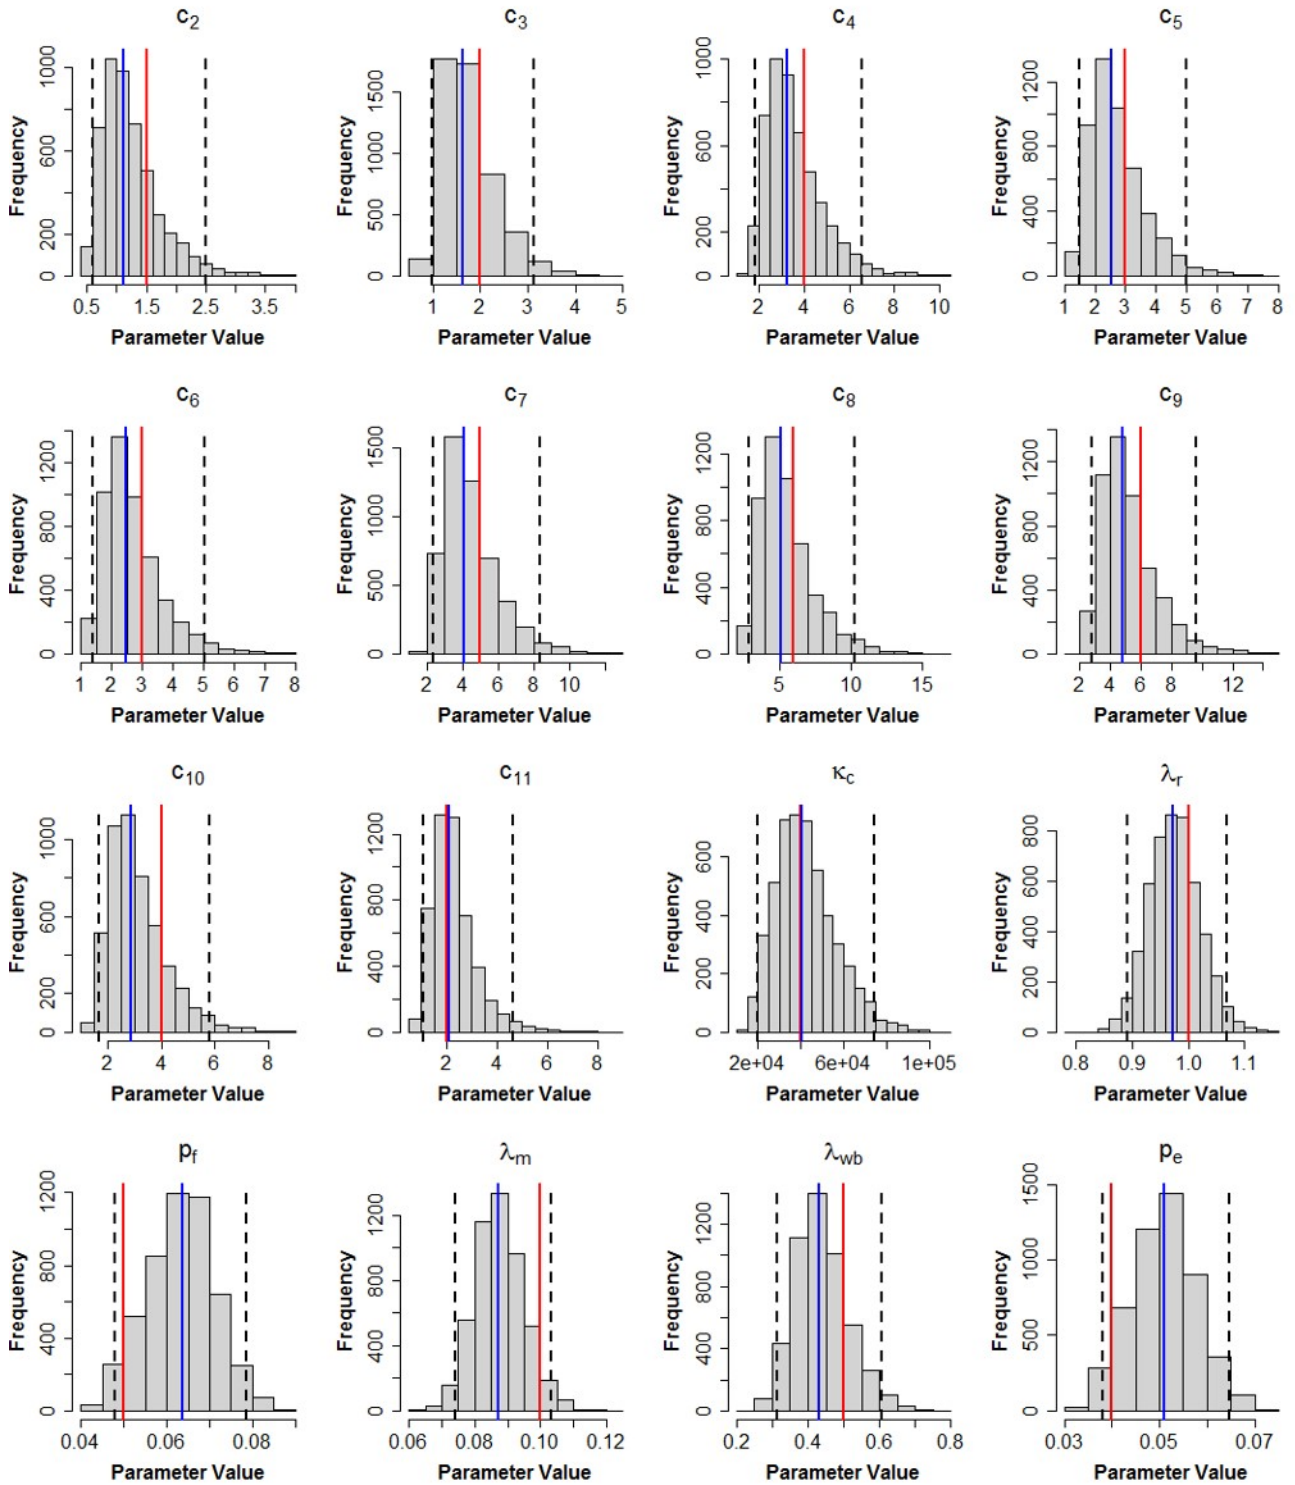 c2 c3 c4 c5
Frequency 0 200 600 1000 Frequency 0 500 1000 1500 Frequency 0 200 600 1000 Frequency 0 400 800 1200
0.5 1.5 2.5 3.5 1 2 3 4 5 2 4 6 8 10 1 2 3 4 5 6 7 8
Parameter Value Parameter Value Parameter Value Parameter Value
c6 c7 c8 c9
Frequency 0 400 800 1200 Frequency 0 500 1000 1500 Frequency 0 400 800 1200 Frequency 0 400 800 1200
1 2 3 4 5 6 7 8 2 4 6 8 10 5 10 15 2 4 6 8 12
Parameter Value Parameter Value Parameter Value Parameter Value
c10 c11 κc λr
Frequency 0 200 600 1000 Frequency 0 400 800 1200 Frequency 0 200 400 600 Frequency 0 200 400 600 800
2 4 6 8 2 4 6 8 2e+04 6e+04 1e+05 0.8 0.9 1.0 1.1
Parameter Value Parameter Value Parameter Value Parameter Value
pf λm λwb pe
Frequency 0 400 800 1200 Frequency 0 400 800 1200 Frequency 0 400 800 1200 Frequency 0 500 1000 1500
0.04 0.06 0.08 0.06 0.08 0.10 0.12 0.2 0.4 0.6 0.8 0.03 0.05 0.07
Parameter Value Parameter Value Parameter Value Parameter Value